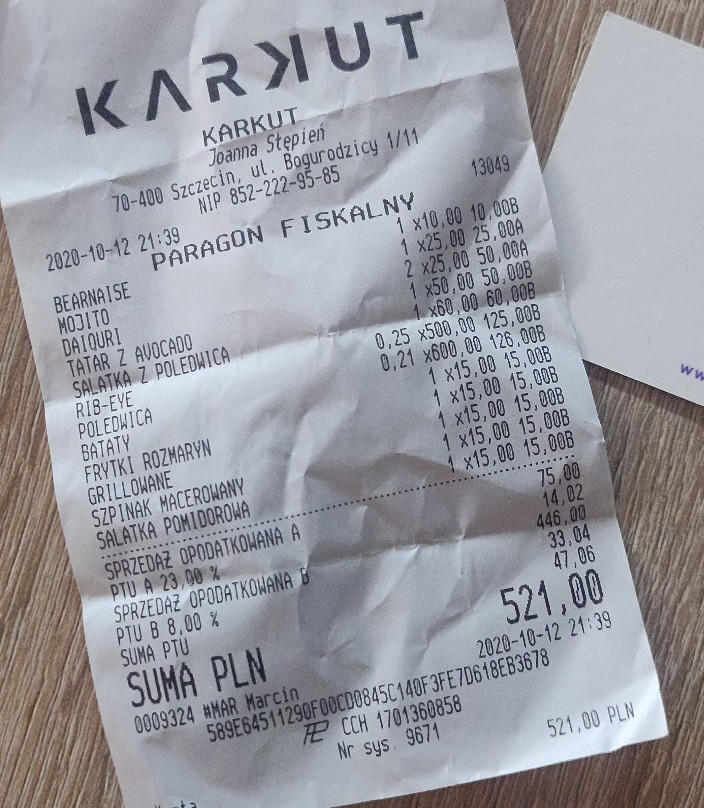 KARKUT
KARKUT
Joanna Stępień
70-400 Szczecin, ul. Bogurodzicy 1/11
NIP 852-222-95-85
2020-10-12 21:39 13049
PARAGON FISKALNY
BEARNAISE 1 x10,00 10,00B
MOJITO 1 x25,00 25,00A
DAIQURI 2 x25,00 50,00A
TATAR Z AVOCADO 1 x50,00 50,00B
SAŁATKA Z POLEDWICA 1 x60,00 60,00B
RIB-EYE 0,25 x500,00 125,00B
POLEDWICA 0,21 x600,00 126,00B
BATATY 1 x15,00 15,00B
FRYTKI ROZMARYN 1 x15,00 15,00B
GRILLOWANE 1 x15,00 15,00B
SZPINAK MACEROWANY 1 x15,00 15,00B
SAŁATKA POMIDOROWA 1 x15,00 15,00B
SPRZEDAŻ OPODATKOWANA A 75,00
PTU A 23,00 % 14,02
SPRZEDAŻ OPODATKOWANA B 446,00
PTU B 8,00 % 33,04
SUMA PTU 47,06
SUMA PLN 521,00
0009324 #MAR Marcin 2020-10-12 21:39
589E64511290F00CD0845C140F3FE7D618EB3678
CCH 1701360858
Nr sys. 9671
521,00 PLN
ww